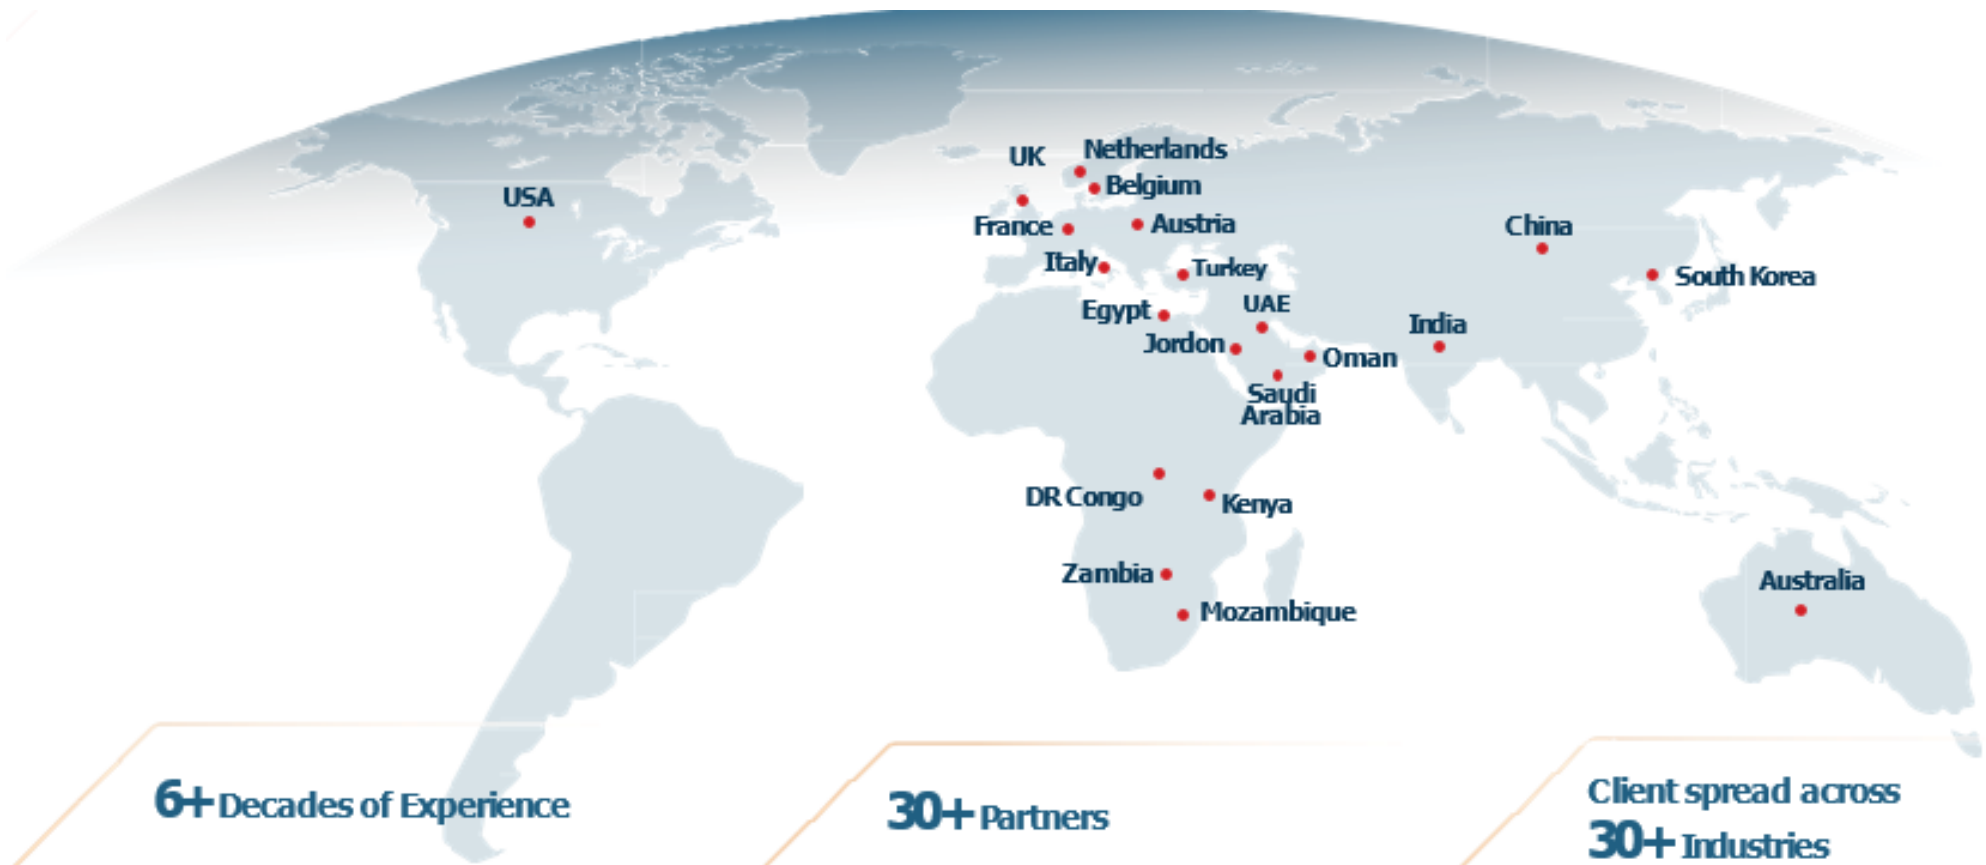 UK
Netherlands
USA
Belgium
France
Austria
China
Italy
Turkey
South Korea
Egypt
UAE
India
Jordon
Oman
Saudi
Arabia
DR Congo
Kenya
Zambia
Australia
Mozambique
6+ Decades of Experience
30+ Partners
Client spread across
30+ Industries